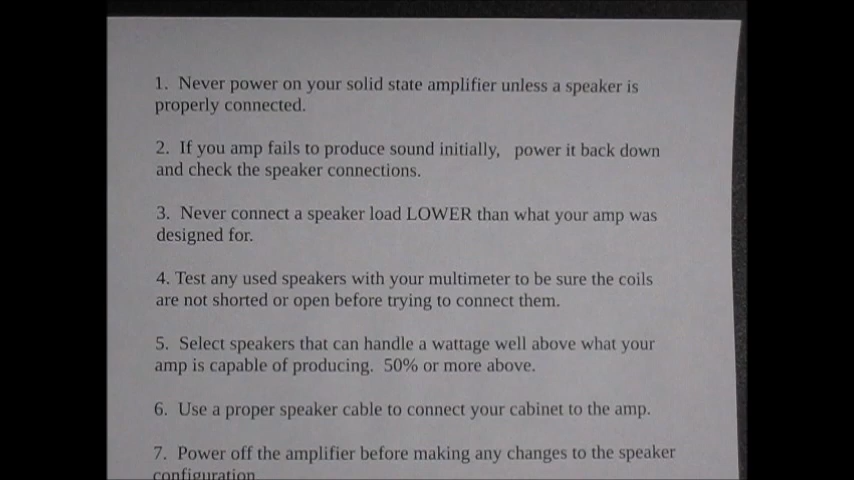 1.  Never power on your solid state amplifier unless a speaker is
properly connected.
2.  If you amp fails to produce sound initially,   power it back down
and check the speaker connections.
3.  Never connect a speaker load LOWER than what your amp was
designed for.
4. Test any used speakers with your multimeter to be sure the coils
are not shorted or open before trying to connect them.
5.  Select speakers that can handle a wattage well above what your
amp is capable of producing.  50% or more above.
6.  Use a proper speaker cable to connect your cabinet to the amp.
7.  Power off the amplifier before making any changes to the speaker
configuration